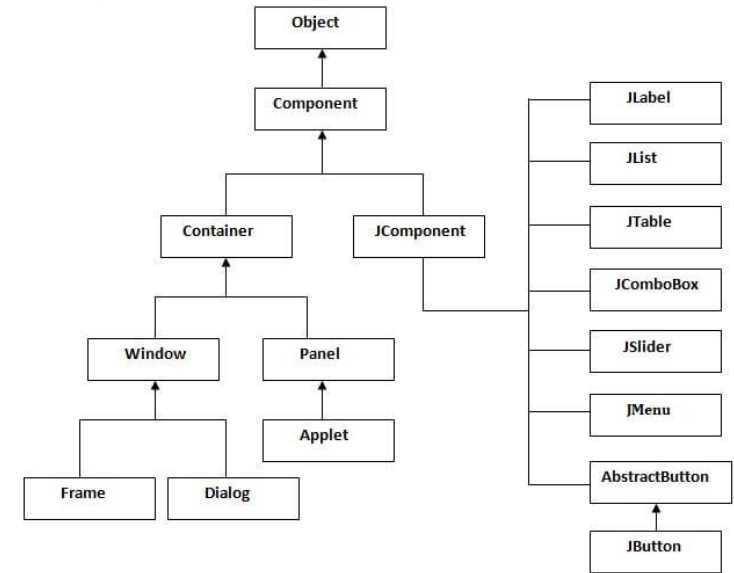 Object
Component
Container
JComponent
Window
Panel
Applet
Frame
Dialog
JLabel
JList
JTable
JComboBox
JSlider
JMenu
AbstractButton
JButton